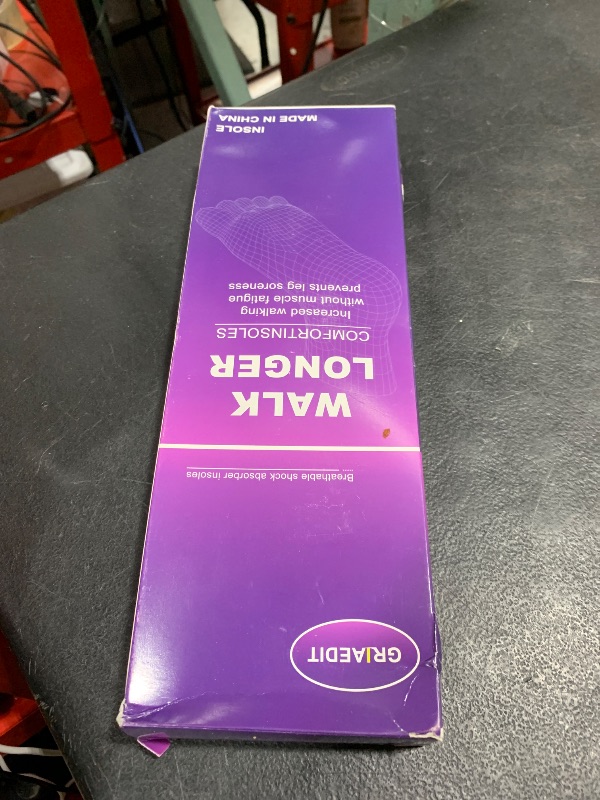 GRIAEDIT
Breathable shock absorber insoles
WALK
LONGER
COMFORTINSOLES
Increased walking
without muscle fatigue
prevents leg soreness
INSOLE
MADE IN CHINA